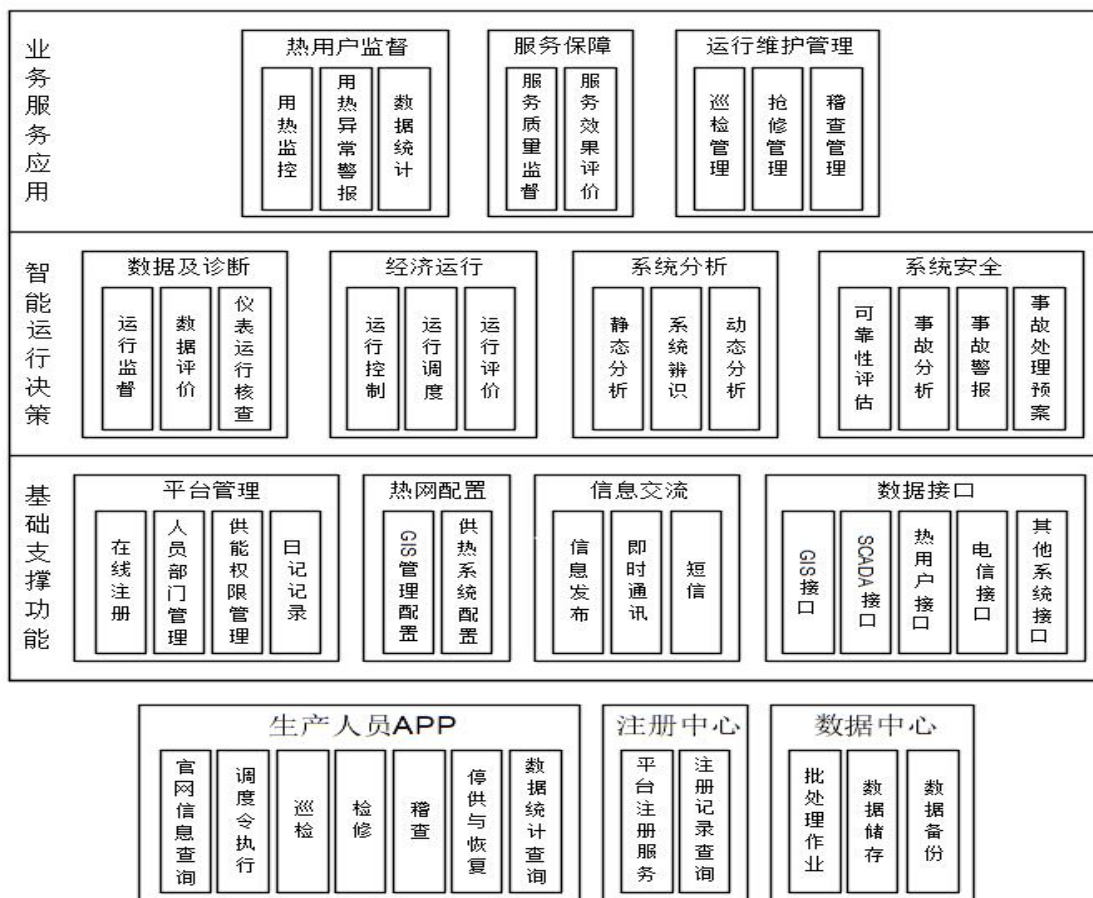 业务服务应用
热用户监督
用热监控
用热异常警报
数据统计
服务保障
服务质量监督
服务效果评价
运行维护管理
巡检管理
抢修管理
稽查管理
智能运行决策
数据及诊断
运行监督
数据评价
仪表运行核查
经济运行
运行控制
运行调度
运行评价
系统分析
静态分析
系统辨识
动态分析
系统安全
可靠性评估
事故分析
事故警报
事故处理预案
基础支撑功能
平台管理
在线注册
人员部门管理
供能权限管理
日记记录
热网配置
GIS管理配置
供热系统配置
信息交流
信息发布
即时通讯
短信
数据接口
GIS接口
SCADA接口
热用户接口
电信接口
其他系统接口
生产人员APP
官网信息查询
调度令执行
巡检
检修
稽查
停供与恢复
数据统计查询
注册中心
平台注册服务
注册记录查询
数据中心
批处理作业
数据储存
数据备份